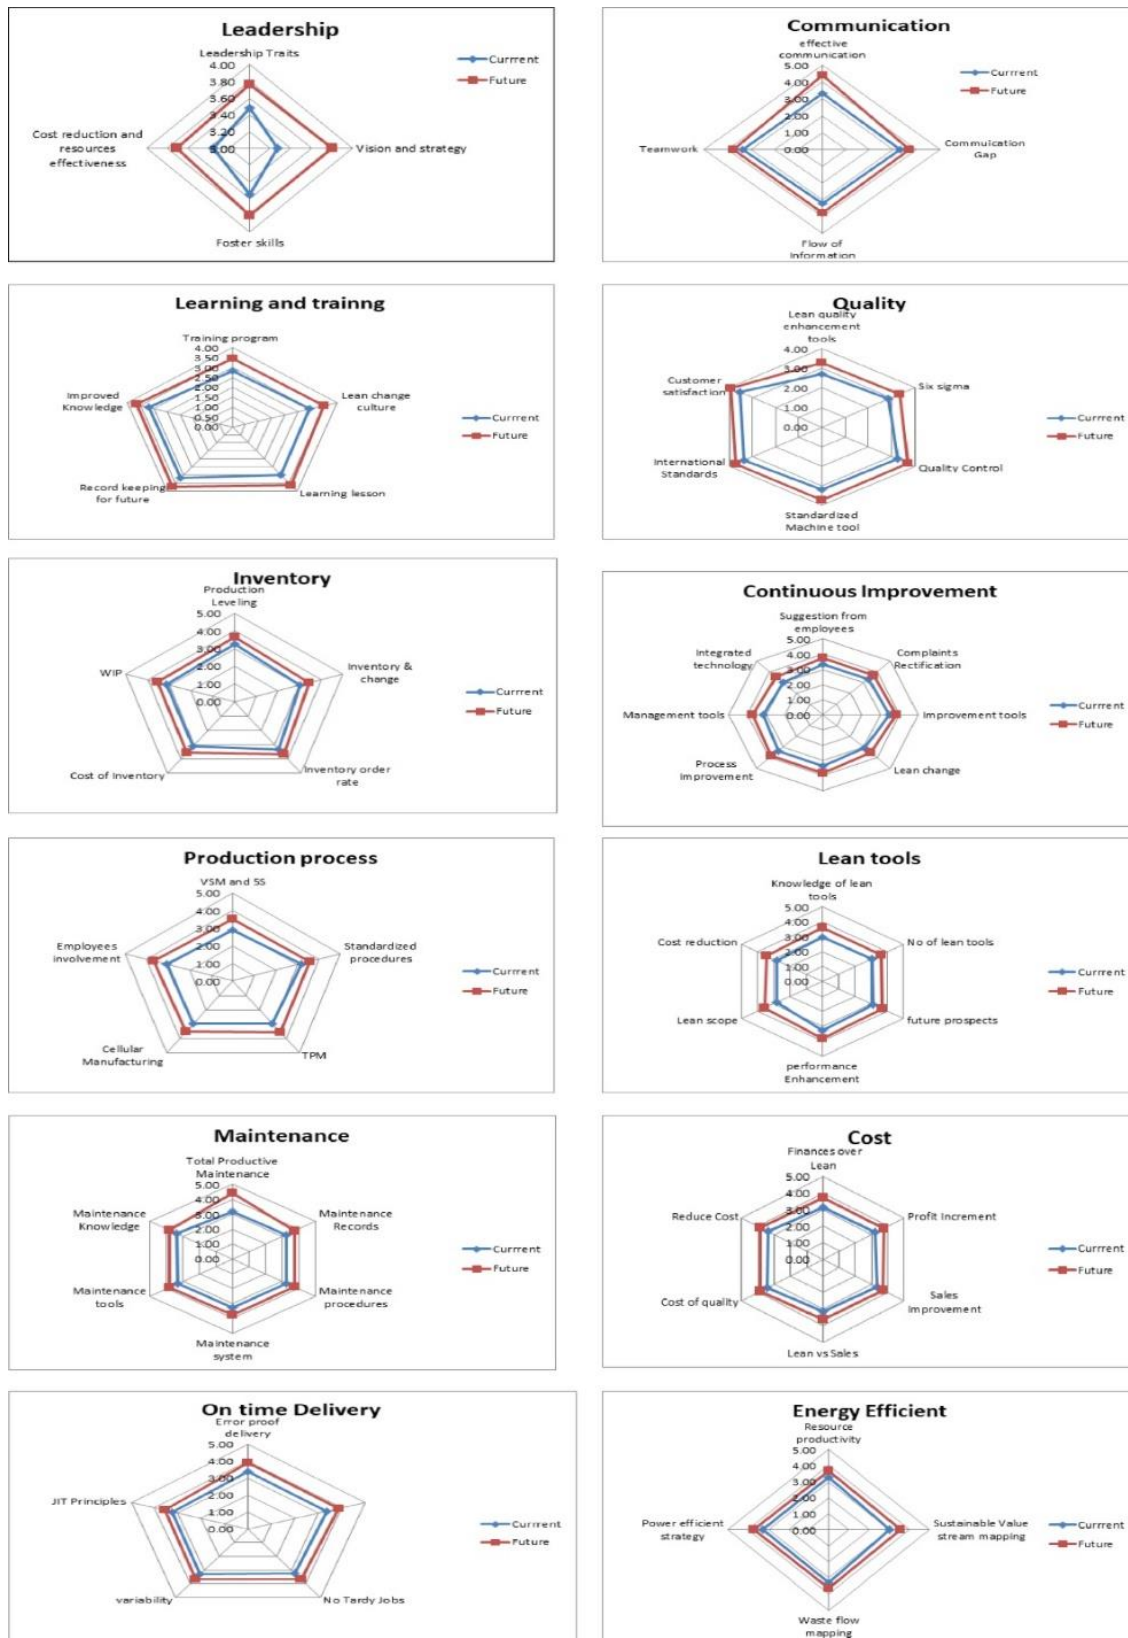 Leadership
Leadership Traits
4.00
3.80
3.60
3.40
3.20
3.00
Cost reduction and
resources
effectiveness
Vision and strategy
Foster skills
Currrent
Future
Communication
effective
communication
5.00
4.00
3.00
2.00
1.00
0.00
Teamwork
Commuication
Gap
Flow of
Information
Currrent
Future
Learning and trainng
Training program
4.00
3.50
3.00
2.50
2.00
1.50
1.00
0.50
0.00
Improved
Knowledge
Lean change
culture
Record keeping
for future
Learning lesson
Currrent
Future
Quality
Lean quality
enhancement
tools
4.00
3.00
2.00
1.00
0.00
Customer
satisfaction
Six sigma
International
Standards
Quality Control
Standardized
Machine tool
Currrent
Future
Inventory
Production
Leveling
5.00
4.00
3.00
2.00
1.00
0.00
WIP
Inventory &
change
Cost of Inventory
Inventory order
rate
Currrent
Future
Continuous Improvement
Suggestion from
employees
5.00
4.00
3.00
2.00
1.00
0.00
Integrated
technology
Complaints
Rectification
Management tools
Improvement tools
Process
Improvement
Lean change
Currrent
Future
Production process
VSM and 5S
5.00
4.00
3.00
2.00
1.00
0.00
Employees
involvement
Standardized
procedures
Cellular
Manufacturing
TPM
Currrent
Future
Lean tools
Knowledge of lean
tools
5.00
4.00
3.00
2.00
1.00
0.00
Cost reduction
No of lean tools
Lean scope
future prospects
performance
Enhancement
Currrent
Future
Maintenance
Total Productive
Maintenance
5.00
4.00
3.00
2.00
1.00
0.00
Maintenance
Knowledge
Maintenance
Records
Maintenance
tools
Maintenance
procedures
Maintenance
system
Currrent
Future
Cost
Finances over
Lean
5.00
4.00
3.00
2.00
1.00
0.00
Reduce Cost
Profit Increment
Cost of quality
Sales
Improvement
Lean vs Sales
Currrent
Future
On time Delivery
Error proof
delivery
5.00
4.00
3.00
2.00
1.00
0.00
JIT Principles
variability
No Tardy Jobs
Currrent
Future
Energy Efficient
Resource
productivity
5.00
4.00
3.00
2.00
1.00
0.00
Power efficient
strategy
Sustainable Value
stream mapping
Waste flow
mapping
Currrent
Future